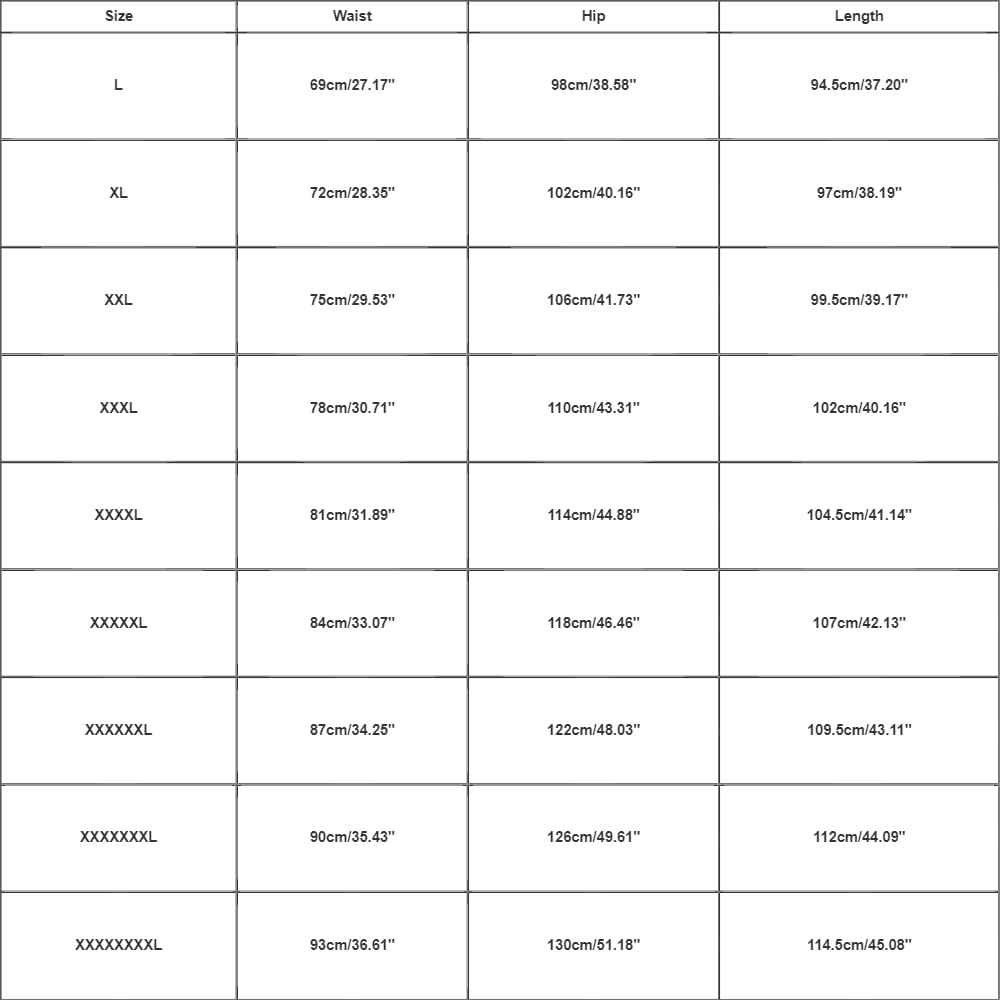 Size Waist Hip Length
L 69cm/27.17" 98cm/38.58" 94.5cm/37.20"
XL 72cm/28.35" 102cm/40.16" 97cm/38.19"
XXL 75cm/29.53" 106cm/41.73" 99.5cm/39.17"
XXXL 78cm/30.71" 110cm/43.31" 102cm/40.16"
XXXXL 81cm/31.89" 114cm/44.88" 104.5cm/41.14"
XXXXXL 84cm/33.07" 118cm/46.46" 107cm/42.13"
XXXXXXL 87cm/34.25" 122cm/48.03" 109.5cm/43.11"
XXXXXXXL 90cm/35.43" 126cm/49.61" 112cm/44.09"
XXXXXXXXL 93cm/36.61" 130cm/51.18" 114.5cm/45.08"